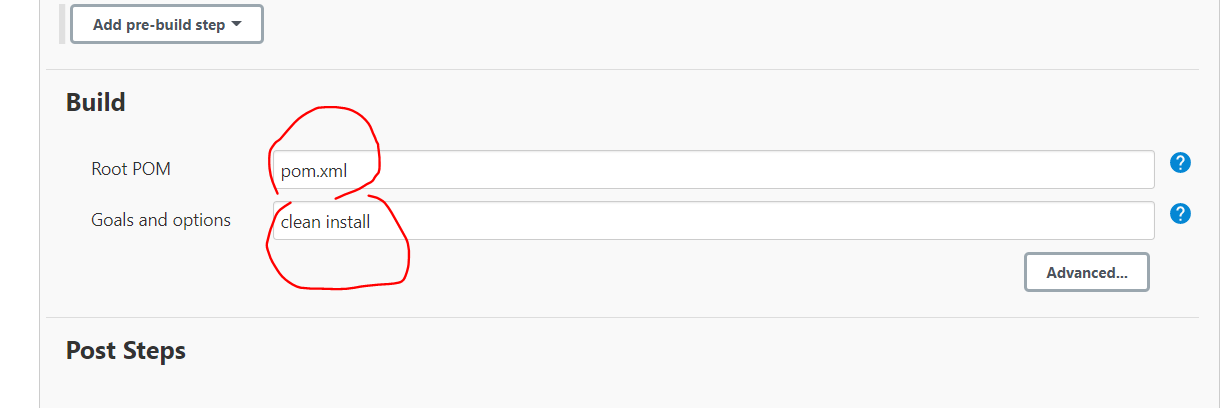 Add pre-build step
Build
Root POM
pom.xml
Goals and options
clean install
Advanced...
Post Steps